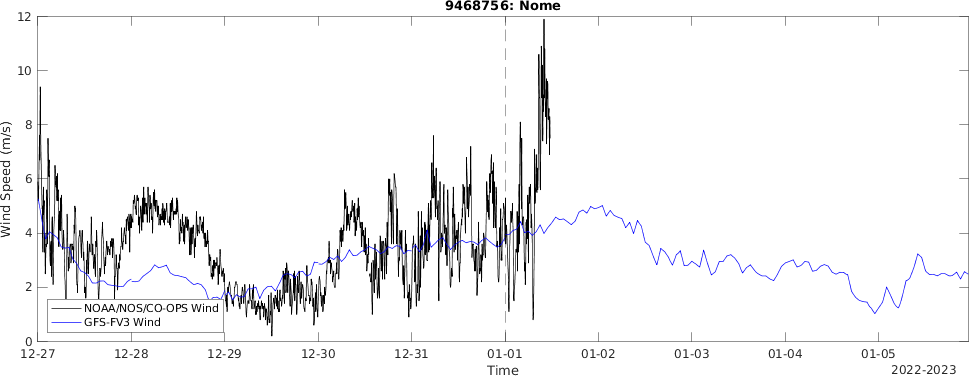 9468756: Nome
12
10
8
6
4
2
0
Wind Speed (m/s)
NOAA/NOS/CO-OPS Wind
GFS-FV3 Wind
12-27 12-28 12-29 12-30 12-31 01-01 01-02 01-03 01-04 01-05
Time
2022-2023